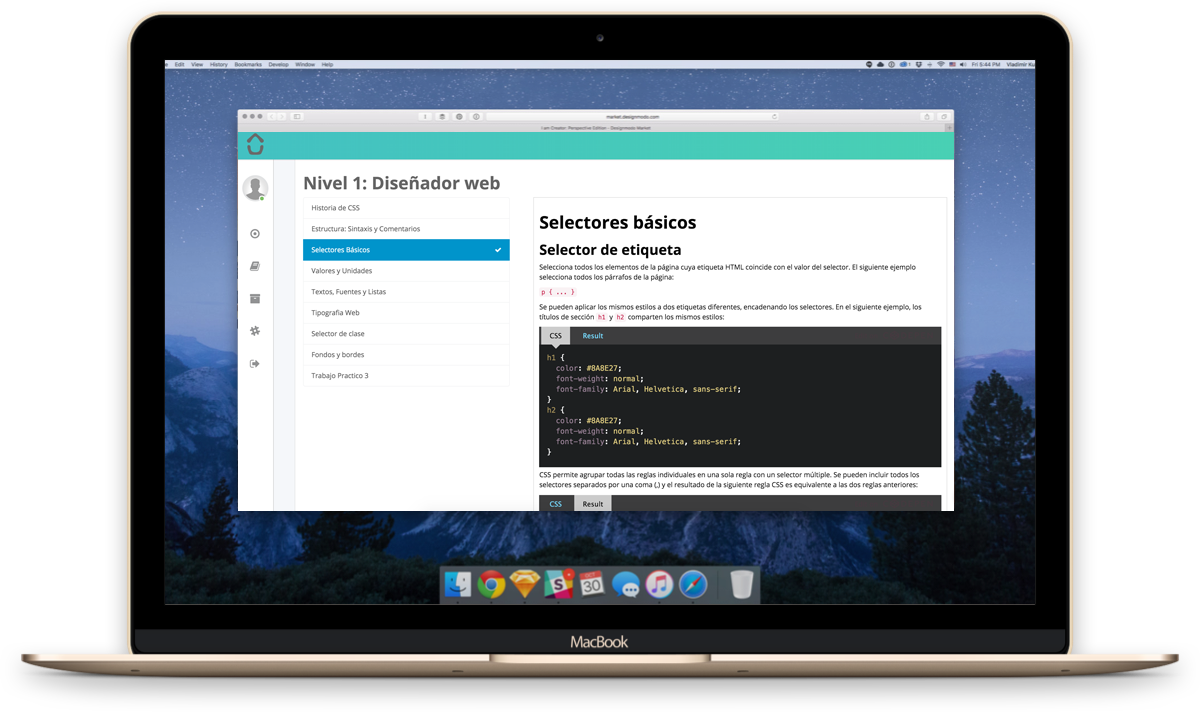 Edit View History Bookmarks Develop Window Help
Fri 5:44 PM Vladimir Ku
market.designmodo.com
I am Creator: Perspective Edition - Designmodo Market
Nivel 1: Diseñador web
Historia de CSS
Estructura: Sintaxis y Comentarios
Selectores Básicos
Valores y Unidades
Textos, Fuentes y Listas
Tipografia Web
Selector de clase
Fondos y bordes
Trabajo Practico 3
Selectores básicos
Selector de etiqueta
Selecciona todos los elementos de la página cuya etiqueta HTML coincide con el valor del selector. El siguiente ejemplo
selecciona todos los párrafos de la página:
p { ... }
Se pueden aplicar los mismos estilos a dos etiquetas diferentes, encadenando los selectores. En el siguiente ejemplo, los
títulos de sección h1 y h2 comparten los mismos estilos:
CSS Result
h1 {
color: #8A8E27;
font-weight: normal;
font-family: Arial, Helvetica, sans-serif;
}
h2 {
color: #8A8E27;
font-weight: normal;
font-family: Arial, Helvetica, sans-serif;
}
CSS permite agrupar todas las reglas individuales en una sola regla con un selector múltiple. Se pueden incluir todos los
selectores separados por una coma (,) y el resultado de la siguiente regla CSS es equivalente a las dos reglas anteriores:
CSS Result
S
30
MacBook